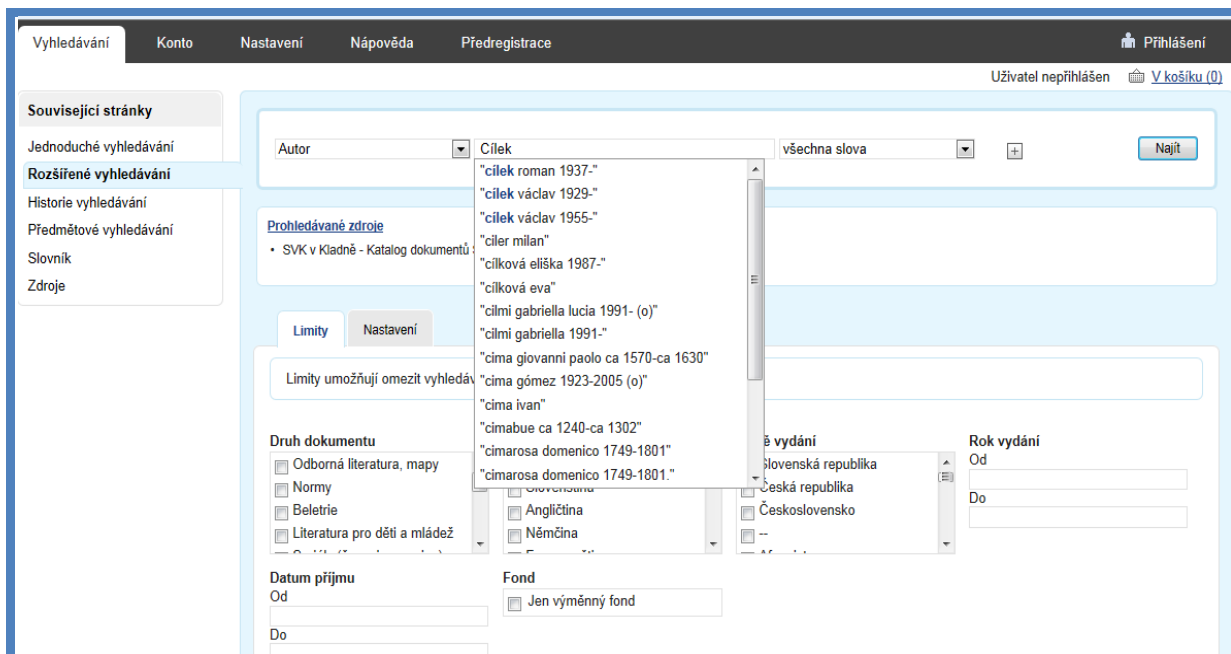 Vyhledávání Konto Nastavení Nápověda Předregistrace Přihlášení
Uživatel nepřihlášen V košíku (0)
Související stránky
Jednoduché vyhledávání
Rozšířené vyhledávání
Historie vyhledávání
Předmětové vyhledávání
Slovník
Zdroje
Autor Cílek všechna slova + Najít
"cílek roman 1937-"
"cílek václav 1929-"
"cílek václav 1955-"
"ciler milan"
"cílková eliška 1987-"
"cílková eva"
"cilmi gabriella lucia 1991- (o)"
"cilmi gabriella 1991-"
"cima giovanni paolo ca 1570-ca 1630"
"cima gómez 1923-2005 (o)"
"cima ivan"
"cimabue ca 1240-ca 1302"
"cimarosa domenico 1749-1801"
"cimarosa domenico 1749-1801."
Prohledávané zdroje
• SVK v Kladně - Katalog dokumentů
Limity Nastavení
Limity umožňují omezit
Druh dokumentu
Odborná literatura, mapy
Normy
Beletrie
Literatura pro děti a mládež
Angličtina
Němčina
vydání
Slovenská republika
Česká republika
Československo
--
Rok vydání
Od
Do
Datum příjmu
Od
Do
Fond
Jen výměnný fond